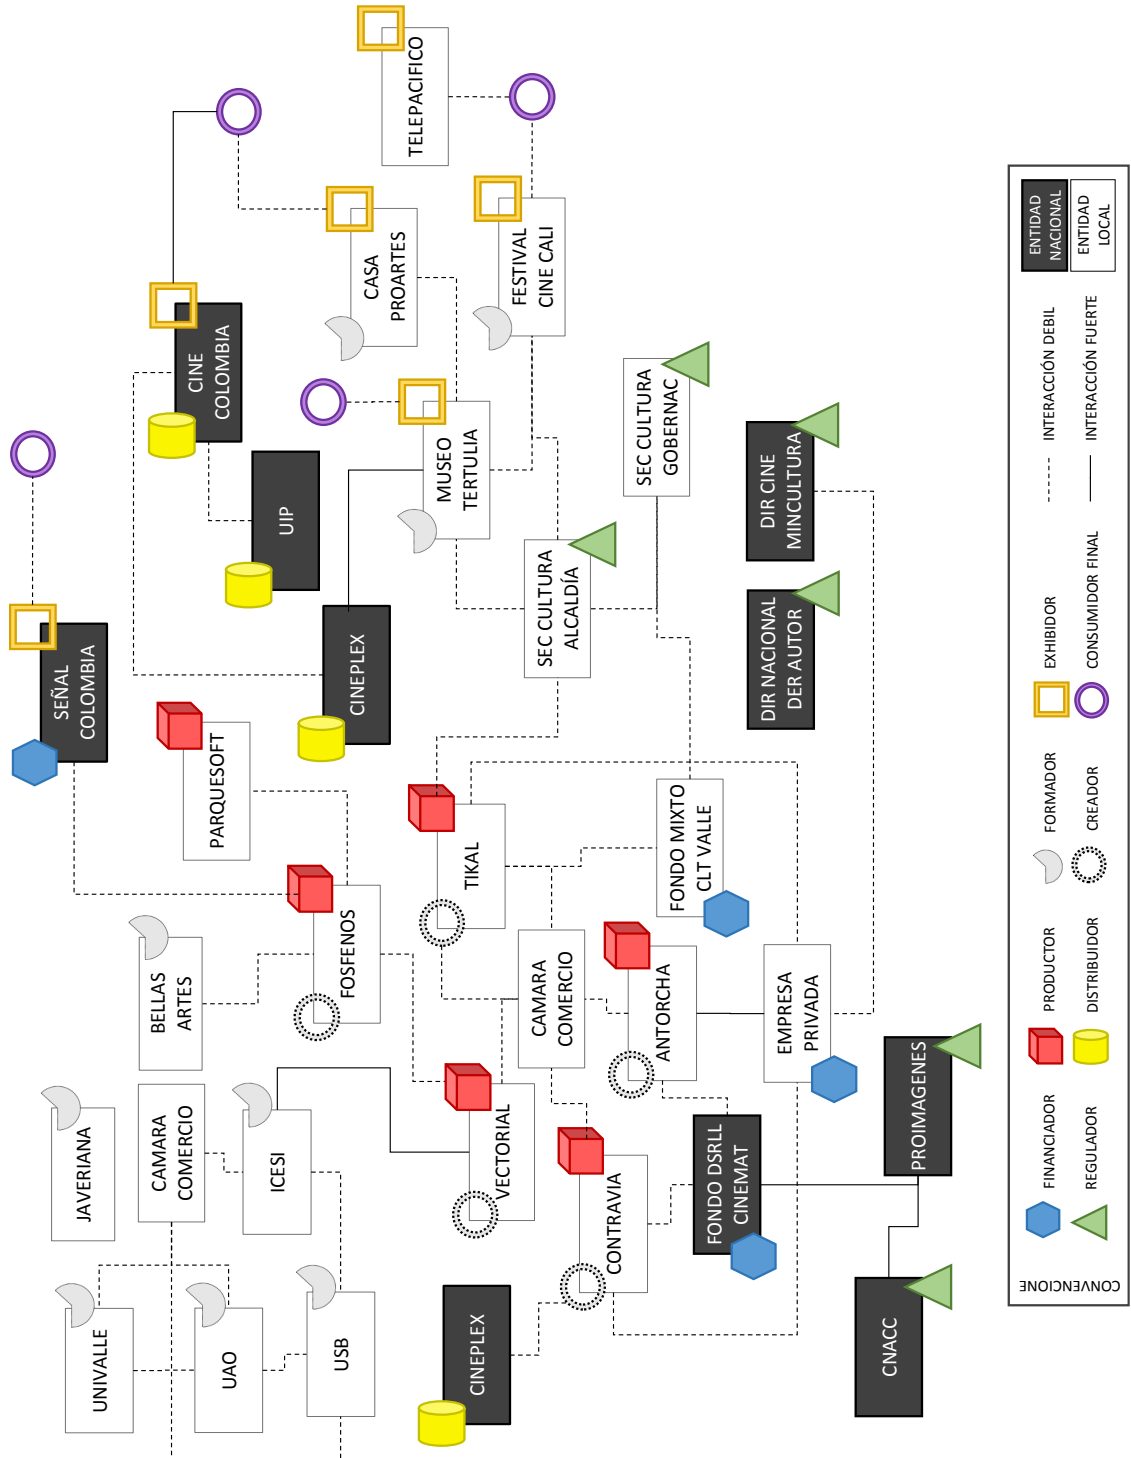 UNIVALLE
JAVERIANA
SEÑAL
COLOMBIA
CAMARA
COMERCIO
BELLAS
ARTES
CINE
COLOMBIA
UAO
PARQUESOFT
ICESI
UIP
USB
FOSFENOS
CINEPLEX
CASA
PROARTES
TELEPACIFICO
TIKAL
MUSEO
TERTULIA
CINEPLEX
VECTORIAL
FESTIVAL
CINE CALI
CAMARA
COMERCIO
SEC CULTURA
ALCALDÍA
CONTRAVIA
ANTORCHA
SEC CULTURA
GOBERNAC
FONDO MIXTO
CLT VALLE
FONDO DSRLL
CINEMAT
DIR NACIONAL
DER AUTOR
DIR CINE
MINCULTURA
EMPRESA
PRIVADA
CNACC
PROIMAGENES
CONVENCIONE
FINANCIADOR
PRODUCTOR
FORMADOR
EXHIBIDOR
INTERACCIÓN DEBIL
ENTIDAD
NACIONAL
REGULADOR
DISTRIBUIDOR
CREADOR
CONSUMIDOR FINAL
INTERACIÓN FUERTE
ENTIDAD
LOCAL